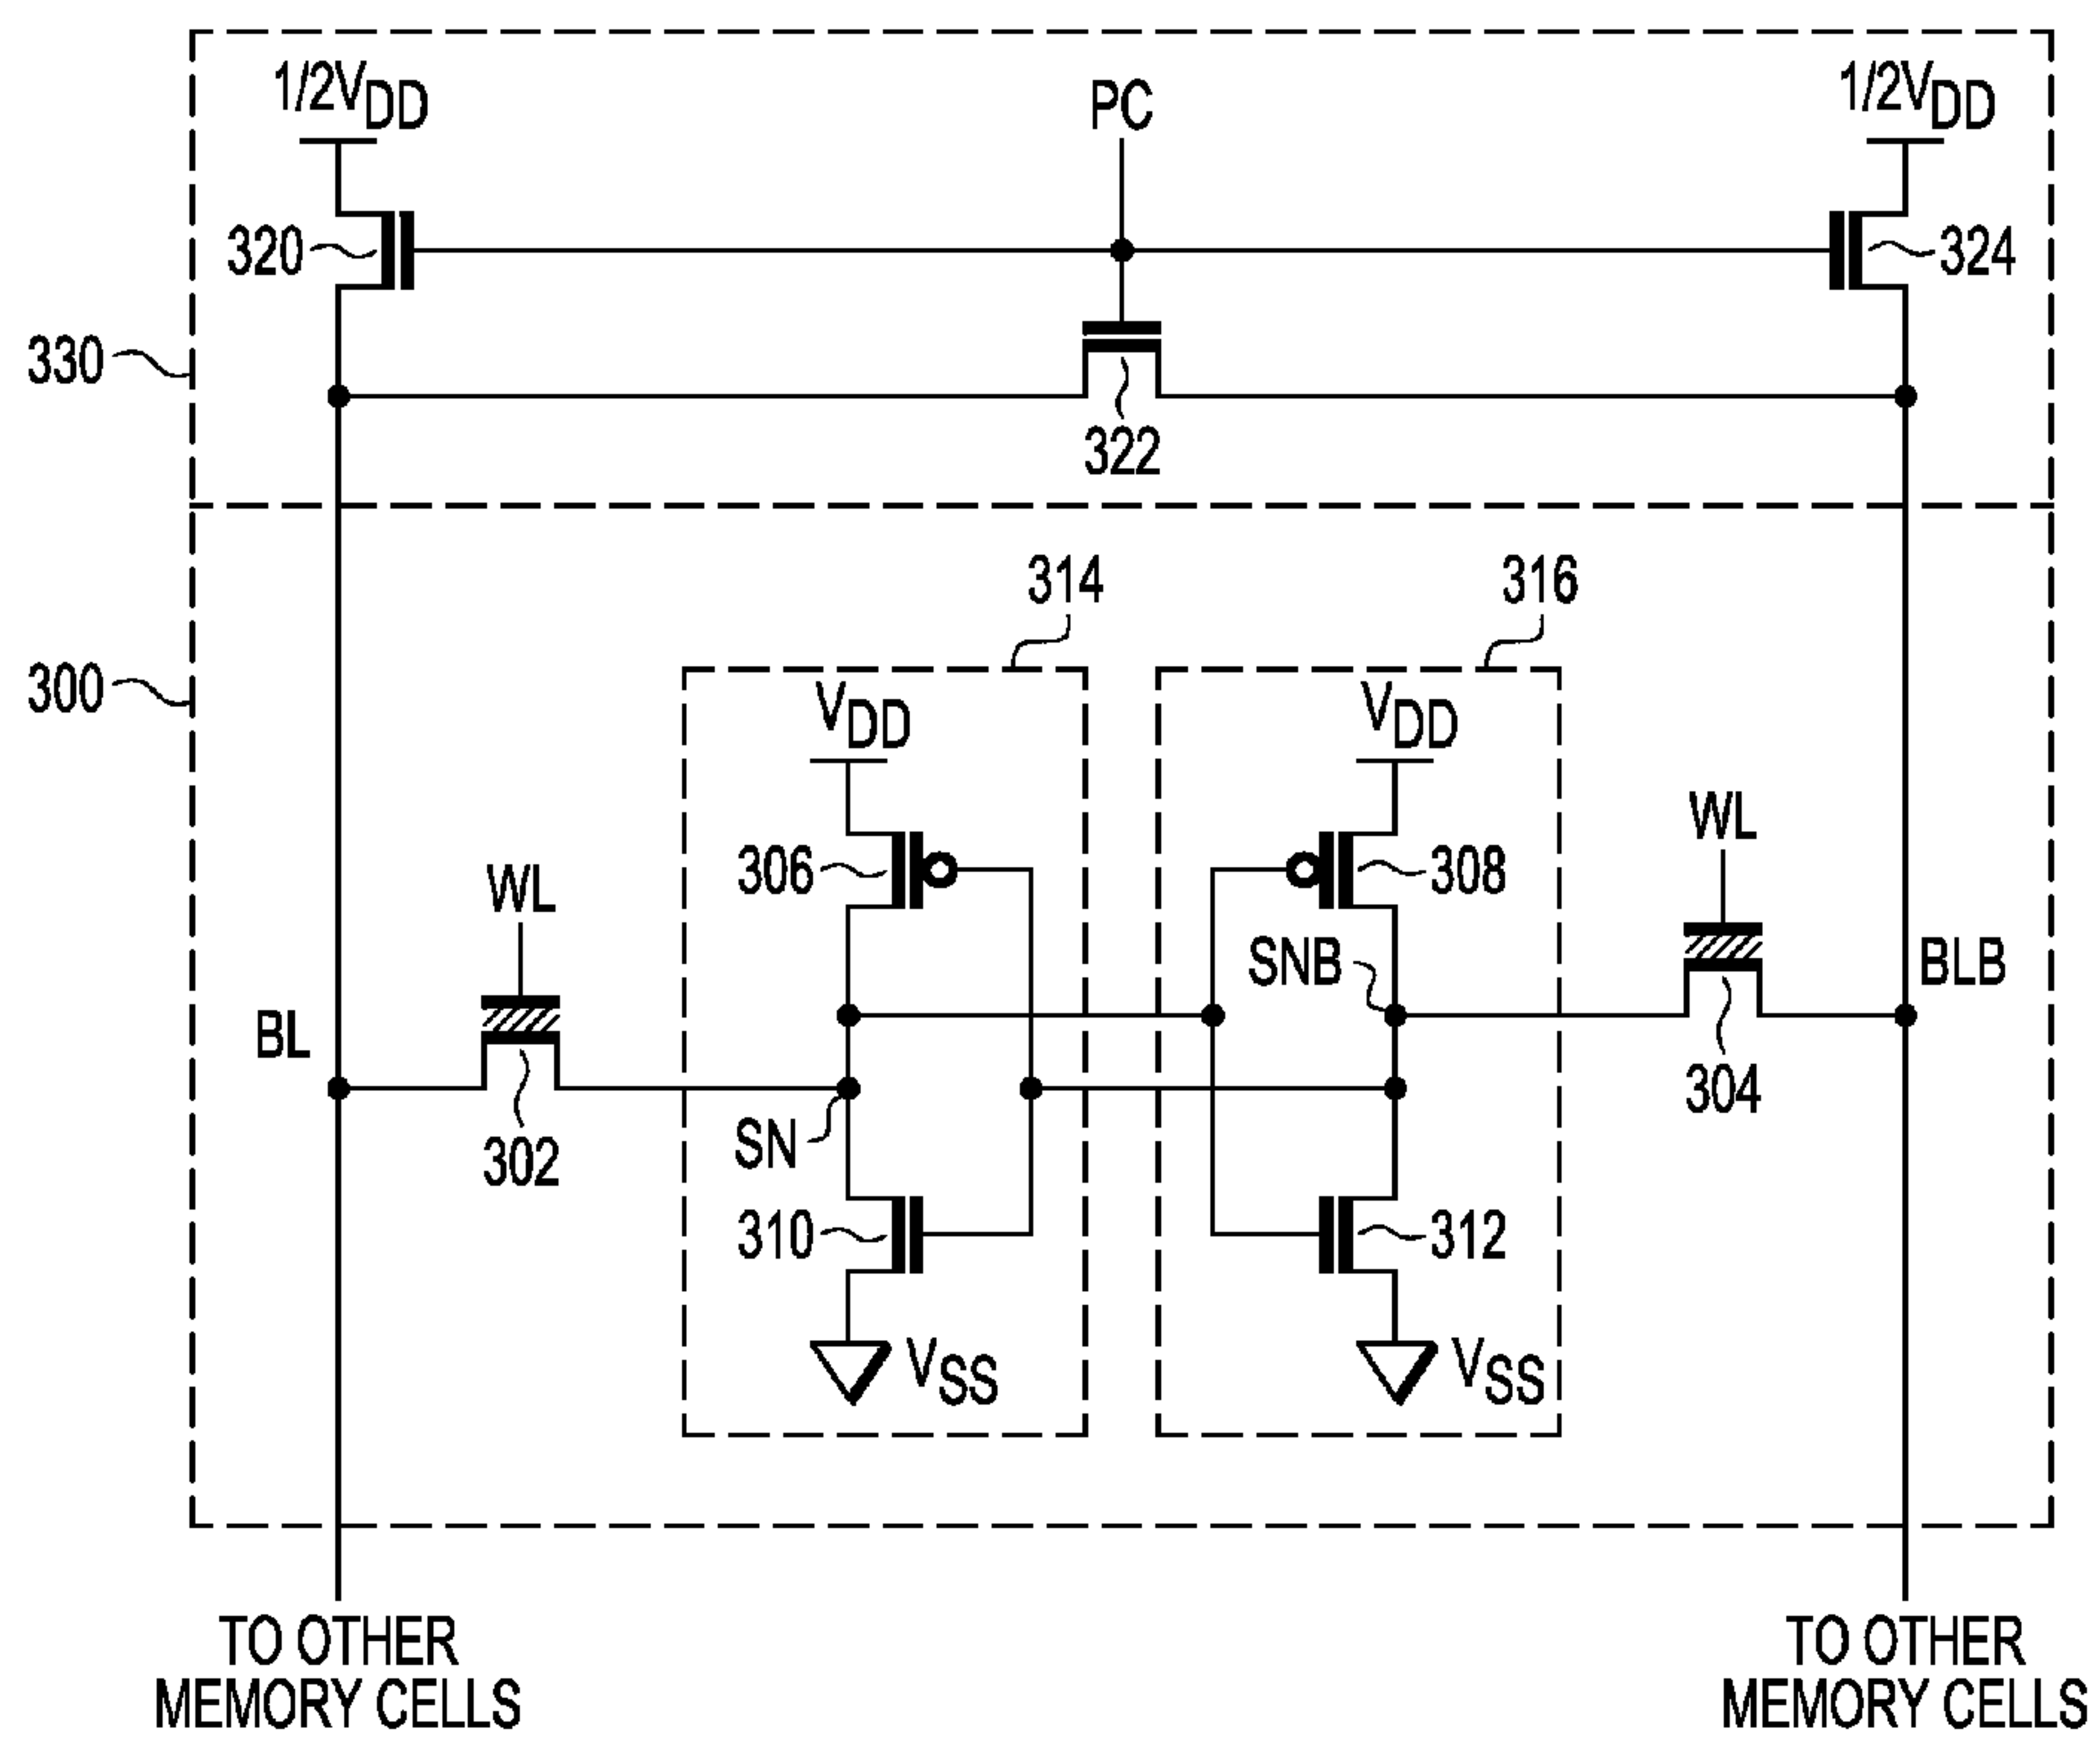 1/2VDD
PC
1/2VDD
320
324
330
322
314
316
300
VDD
VDD
WL
306
308
WL
SNB
BLB
BL
302
SN
304
310
312
VSS
VSS
TO OTHER
MEMORY CELLS
TO OTHER
MEMORY CELLS